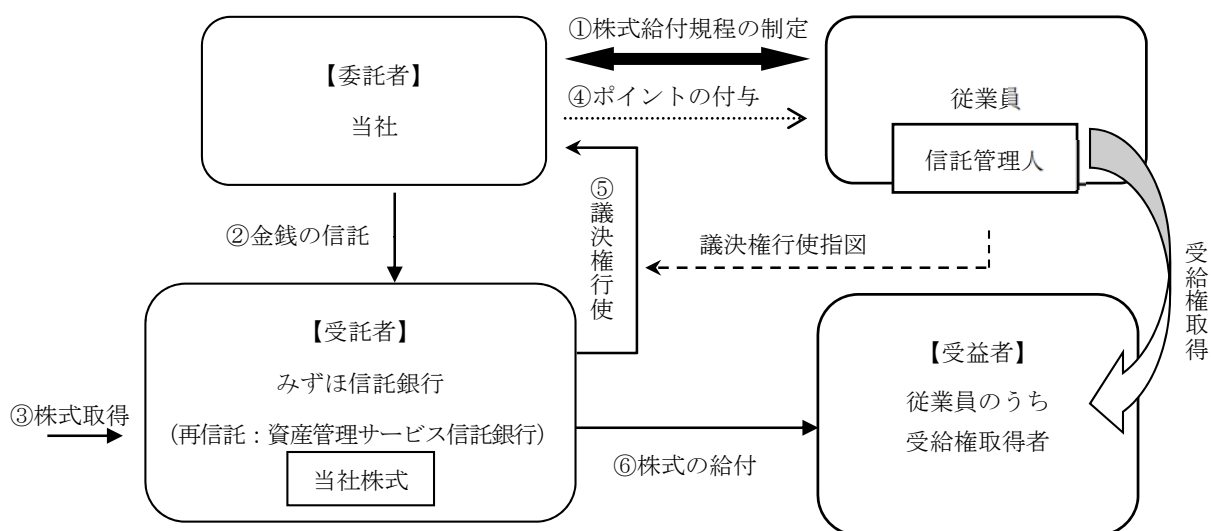 ①株式給付規程の制定
【委託者】
当社
④ポイントの付与
従業員
信託管理人
②金銭の信託
⑤議決権行使
議決権行使指図
受給権取得
【受託者】
みずほ信託銀行
(再信託：資産管理サービス信託銀行)
当社株式
③株式取得
⑥株式の給付
【受益者】
従業員のうち
受給権取得者